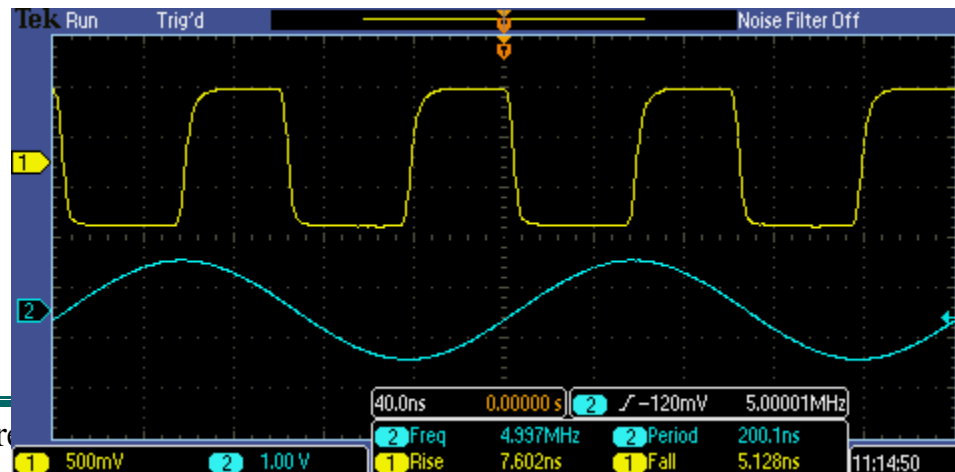 Tek Run Trig'd Noise Filter Off
T
T
1
2
40.0ns 0.00000 s 2 -120mV 5.00001MHz
2 Freq 4.997MHz 2 Period 200.1ns
1 500mV 2 1.00 V 1 Rise 7.602ns 1 Fall 5.128ns 11:14:50